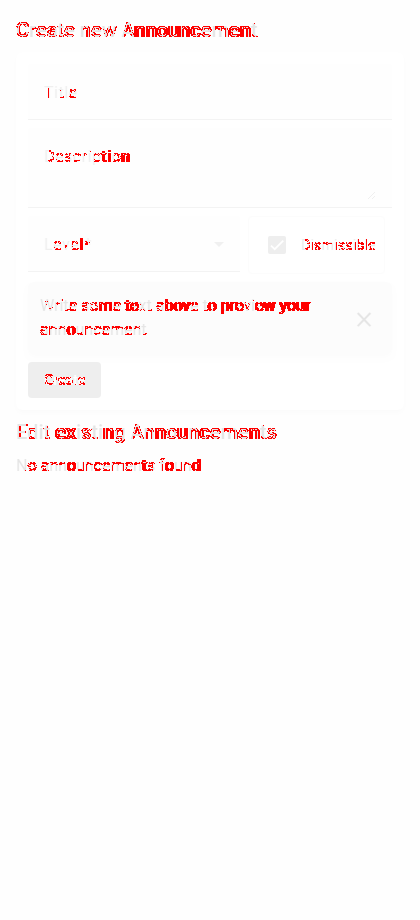 Create new Announcement
Title
Description
Level*
Dismissible
Write some text above to preview your
announcement
Create
Edit existing Announcements
No announcements found